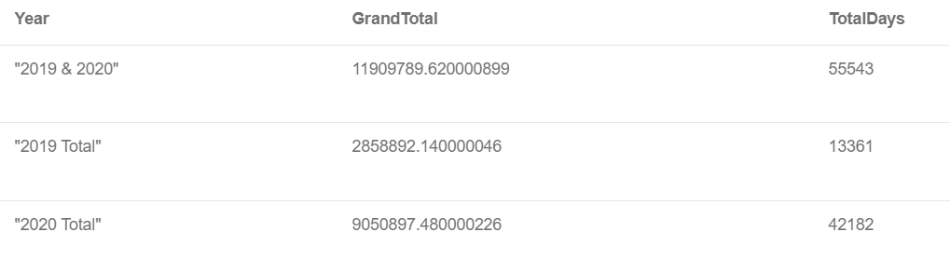 Year GrandTotal TotalDays
"2019 & 2020" 11909789.620000899 55543
"2019 Total" 2858892.140000046 13361
"2020 Total" 9050897.480000226 42182